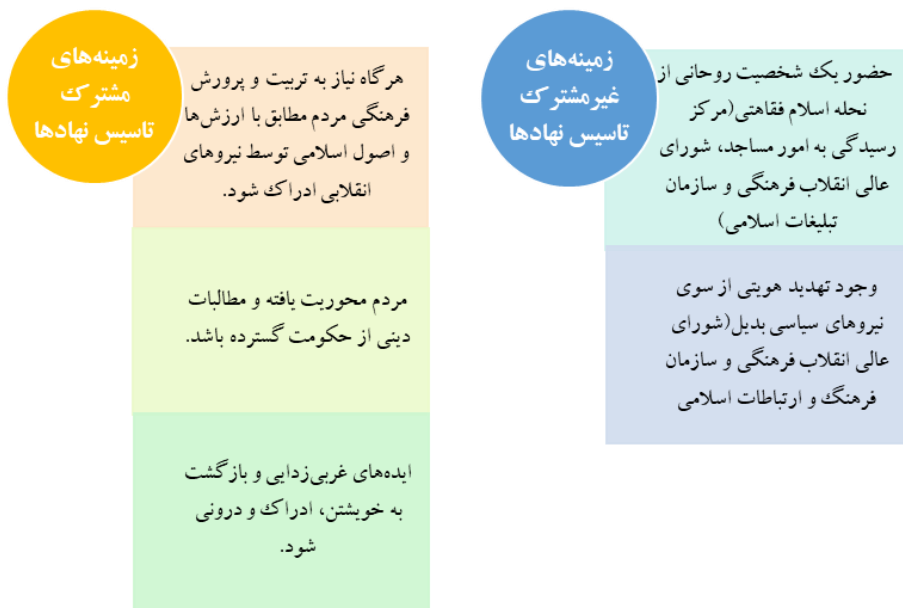 زمینه‌های
غیرمشترک
تاسیس نهادها
حضور یک شخصیت روحانی از
نحله اسلام فقاهتی(مرکز
رسیدگی به امور مساجد، شورای
عالی انقلاب فرهنگی و سازمان
تبلیغات اسلامی)
وجود تهدید هویتی از سوی
نیروهای سیاسی بدیل(شورای
عالی انقلاب فرهنگی و سازمان
فرهنگ و ارتباطات اسلامی
زمینه‌های
مشترک
تاسیس نهادها
هرگاه نیاز به تربیت و پرورش
فرهنگی مردم مطابق با ارزش‌ها
و اصول اسلامی توسط نیروهای
انقلابی ادراک شود.
مردم محوریت یافته و مطالبات
دینی از حکومت گسترده باشد.
ایده‌های غربی‌زدایی و بازگشت
به خویشتن، ادراک و درونی
شود.